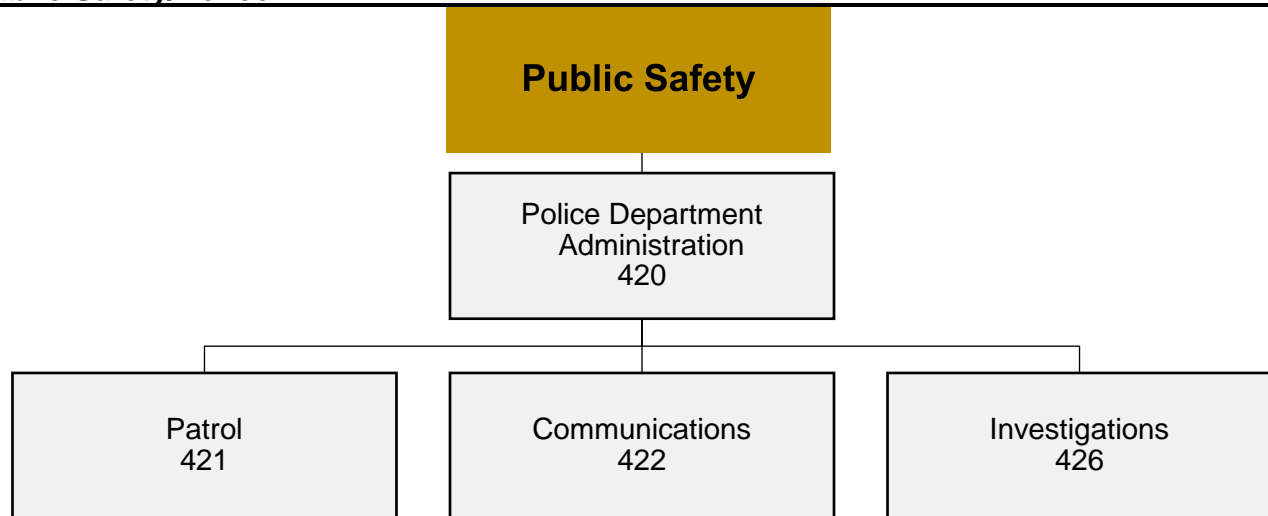 Public Safety
Police Department
Administration
420
Patrol
421
Communications
422
Investigations
426